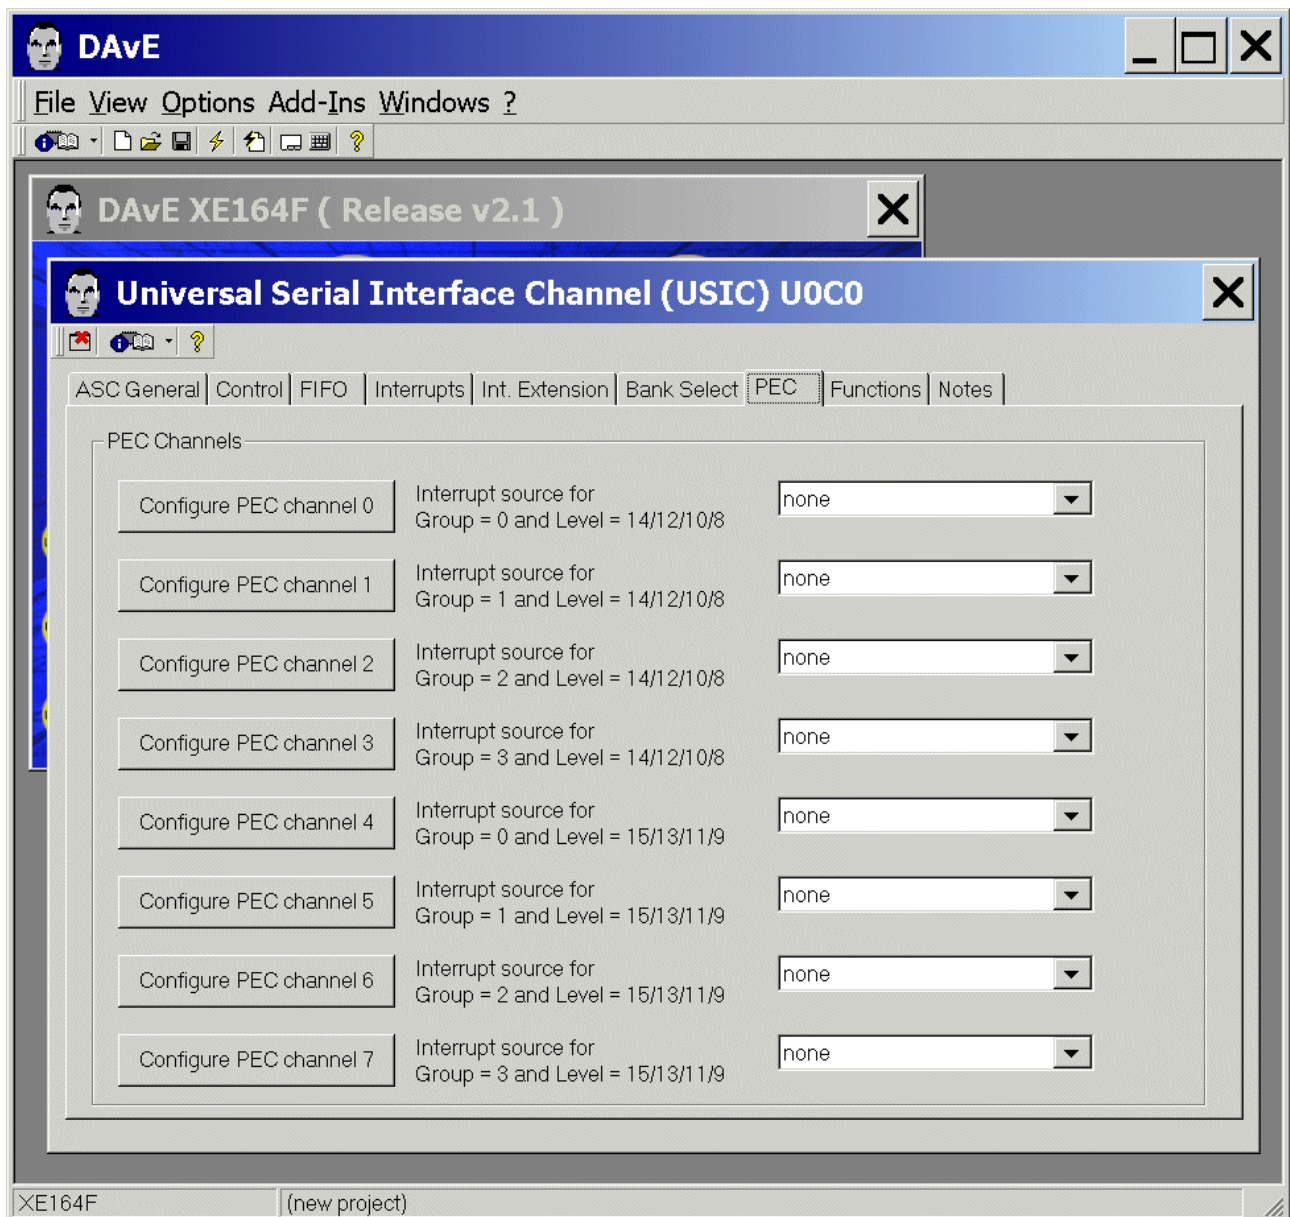 DAvE
File View Options Add-Ins Windows ?
DAvE XE164F ( Release v2.1 )
Universal Serial Interface Channel (USIC) U0C0
ASC General Control FIFO Interrupts Int. Extension Bank Select PEC Functions Notes
PEC Channels
Configure PEC channel 0 Interrupt source for none
Group = 0 and Level = 14/12/10/8
Configure PEC channel 1 Interrupt source for none
Group = 1 and Level = 14/12/10/8
Configure PEC channel 2 Interrupt source for none
Group = 2 and Level = 14/12/10/8
Configure PEC channel 3 Interrupt source for none
Group = 3 and Level = 14/12/10/8
Configure PEC channel 4 Interrupt source for none
Group = 0 and Level = 15/13/11/9
Configure PEC channel 5 Interrupt source for none
Group = 1 and Level = 15/13/11/9
Configure PEC channel 6 Interrupt source for none
Group = 2 and Level = 15/13/11/9
Configure PEC channel 7 Interrupt source for none
Group = 3 and Level = 15/13/11/9
XE164F (new project)